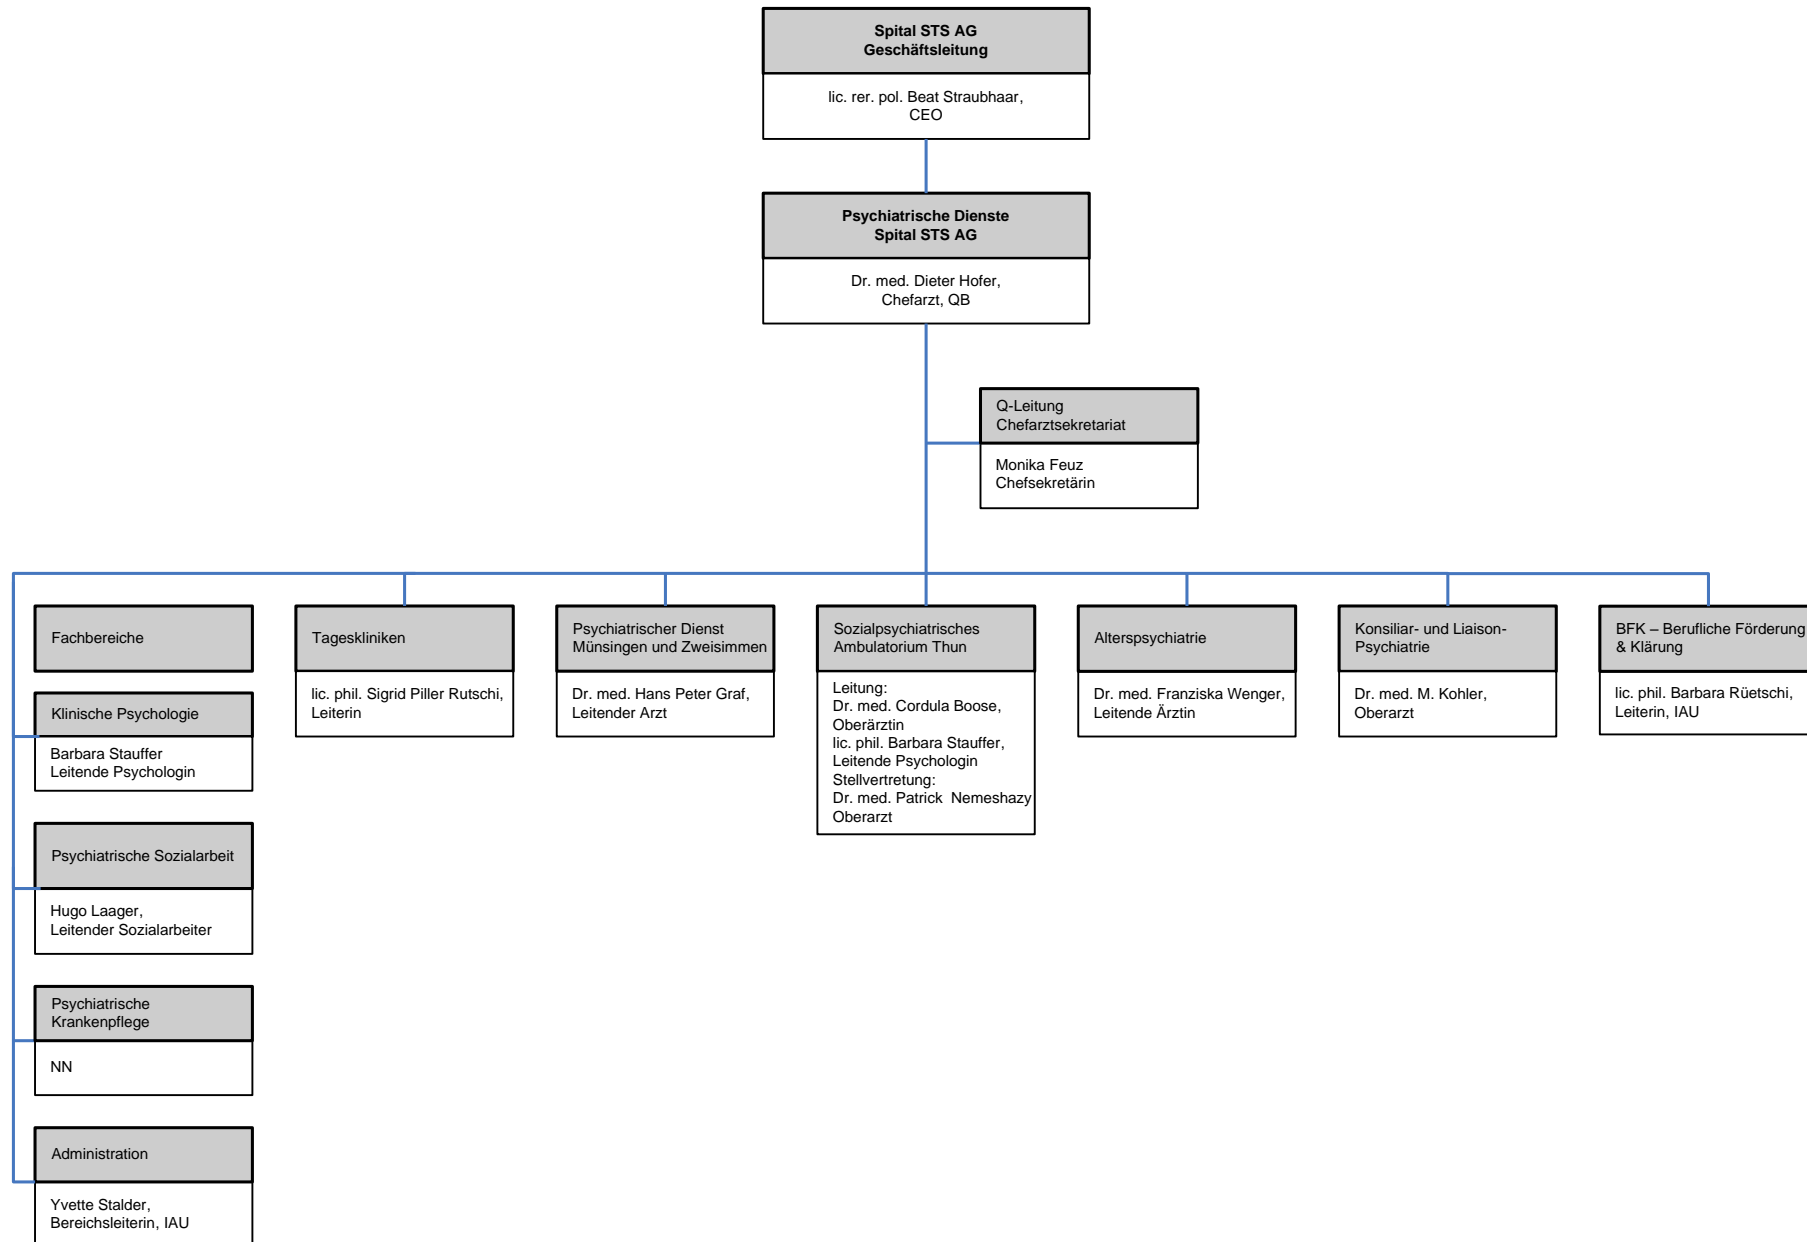 Spital STS AG
Geschäftsleitung
lic. rer. pol. Beat Straubhaar,
CEO
Psychiatrische Dienste
Spital STS AG
Dr. med. Dieter Hofer,
Chefarzt, QB
Q-Leitung
Chefarztsekretariat
Monika Feuz
Chefsekretärin
Fachbereiche
Klinische Psychologie
Barbara Stauffer
Leitende Psychologin
Psychiatrische Sozialarbeit
Hugo Laager,
Leitender Sozialarbeiter
Psychiatrische
Krankenpflege
NN
Administration
Yvette Stalder,
Bereichsleiterin, IAU
Tageskliniken
lic. phil. Sigrid Piller Rutschi,
Leiterin
Psychiatrischer Dienst
Münsingen und Zweisimmen
Dr. med. Hans Peter Graf,
Leitender Arzt
Sozialpsychiatrisches
Ambulatorium Thun
Leitung:
Dr. med. Cordula Boose,
Oberärztin
lic. phil. Barbara Stauffer,
Leitende Psychologin
Stellvertretung:
Dr. med. Patrick  Nemeshazy
Oberarzt
Alterspsychiatrie
Dr. med. Franziska Wenger,
Leitende Ärztin
Konsiliar- und Liaison-
Psychiatrie
Dr. med. M. Kohler,
Oberarzt
BFK – Berufliche Förderung
& Klärung
lic. phil. Barbara Rüetschi,
Leiterin, IAU